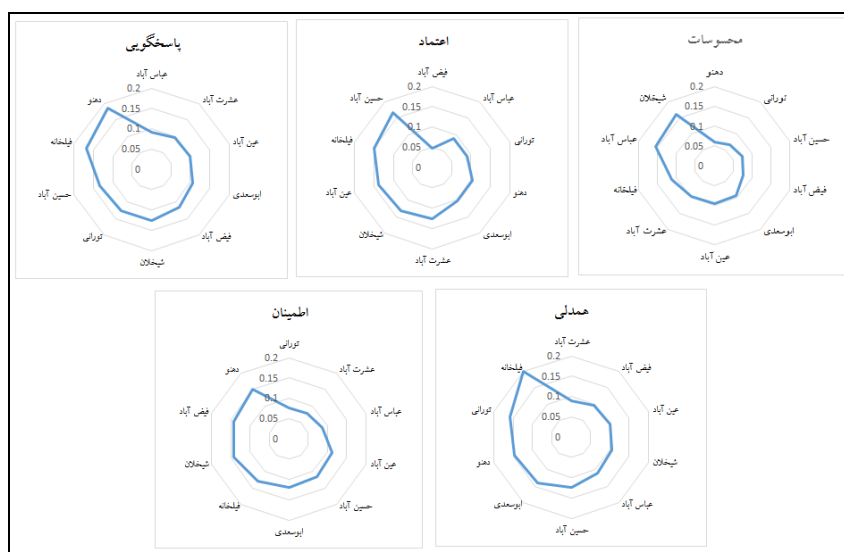 محسوسات
دهنو
تورانی
حسین آباد
فیض آباد
ابوسعدی
عین آباد
عشرت آباد
فیلخانه
عباس آباد
شیخلان
0.2
0.15
0.1
0.05
0
اعتماد
فیض آباد
عباس آباد
تورانی
دهنو
ابوسعدی
عشرت آباد
شیخلان
عین آباد
فیلخانه
حسین آباد
0.2
0.15
0.1
0.05
0
پاسخگویی
عباس آباد
عشرت آباد
عین آباد
ابوسعدی
فیض آباد
شیخلان
تورانی
حسین آباد
فیلخانه
دهنو
0.2
0.15
0.1
0.05
0
همدلی
عشرت آباد
فیض آباد
عین آباد
شیخلان
عباس آباد
حسین آباد
ابوسعدی
دهنو
تورانی
فیلخانه
0.2
0.15
0.1
0.05
0
اطمینان
تورانی
عشرت آباد
عباس آباد
عین آباد
حسین آباد
ابوسعدی
فیلخانه
شیخلان
فیض آباد
دهنو
0.2
0.15
0.1
0.05
0